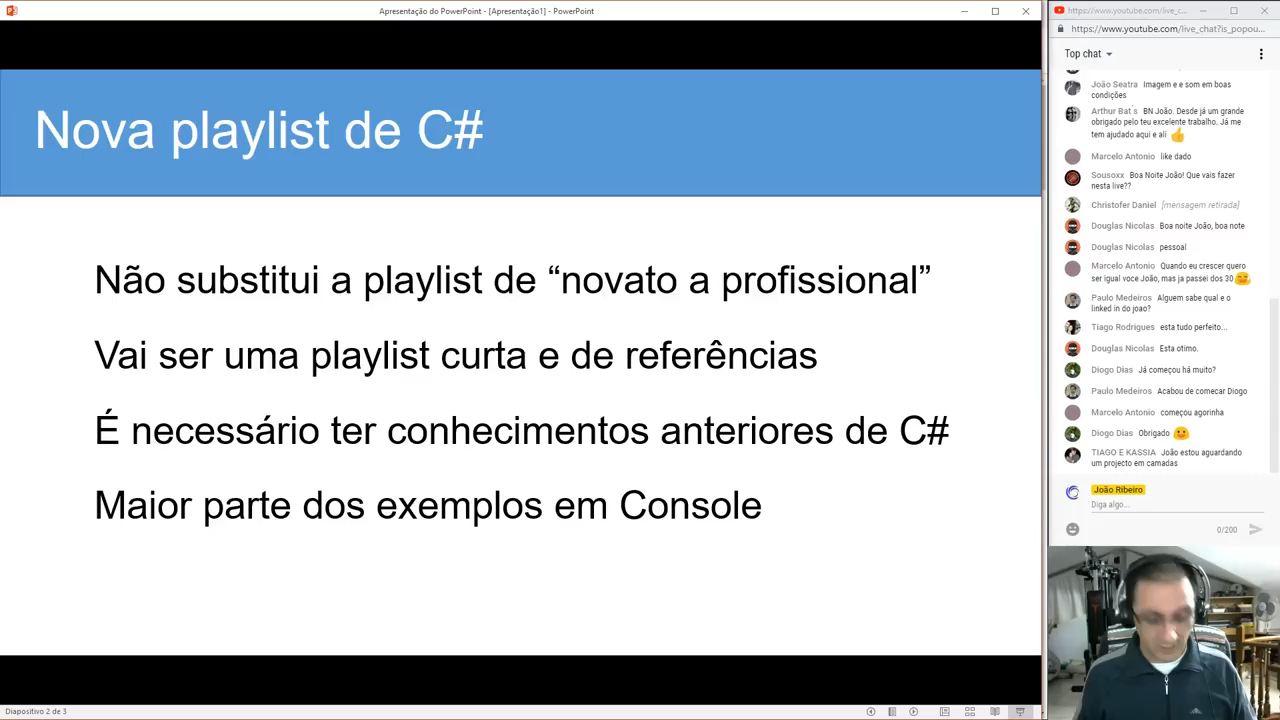 Apresentação do PowerPoint - [Apresentação1] - PowerPoint
Nova playlist de C#
Não substitui a playlist de “novato a profissional”
Vai ser uma playlist curta e de referências
É necessário ter conhecimentos anteriores de C#
Maior parte dos exemplos em Console
Diapositivo 2 de 3
https://www.youtube.com/live_c...
https://www.youtube.com/live_chat?is_popou...
Top chat
João Seatra Imagem e e som em boas
condições
Arthur Bat´s BN João. Desde já um grande
obrigado pelo teu excelente trabalho. Já me
tem ajudado aqui e ali
Marcelo Antonio like dado
Sousoxx Boa Noite João! Que vais fazer
nesta live??
Christofer Daniel [mensagem retirada]
Douglas Nicolas Boa noite João, boa note
Douglas Nicolas pessoal
Marcelo Antonio Quando eu crescer quero
ser igual voce João, mas ja passei dos 30
Paulo Medeiros Alguem sabe qual e o
linked in do joao?
Tiago Rodrigues esta tudo perfeito...
Douglas Nicolas Esta otimo.
Diogo Dias Já começou há muito?
Paulo Medeiros Acabou de comecar Diogo
Marcelo Antonio começou agorinha
Diogo Dias Obrigado
TIAGO E KASSIA João estou aguardando
um projecto em camadas
João Ribeiro
Diga algo...
0/200